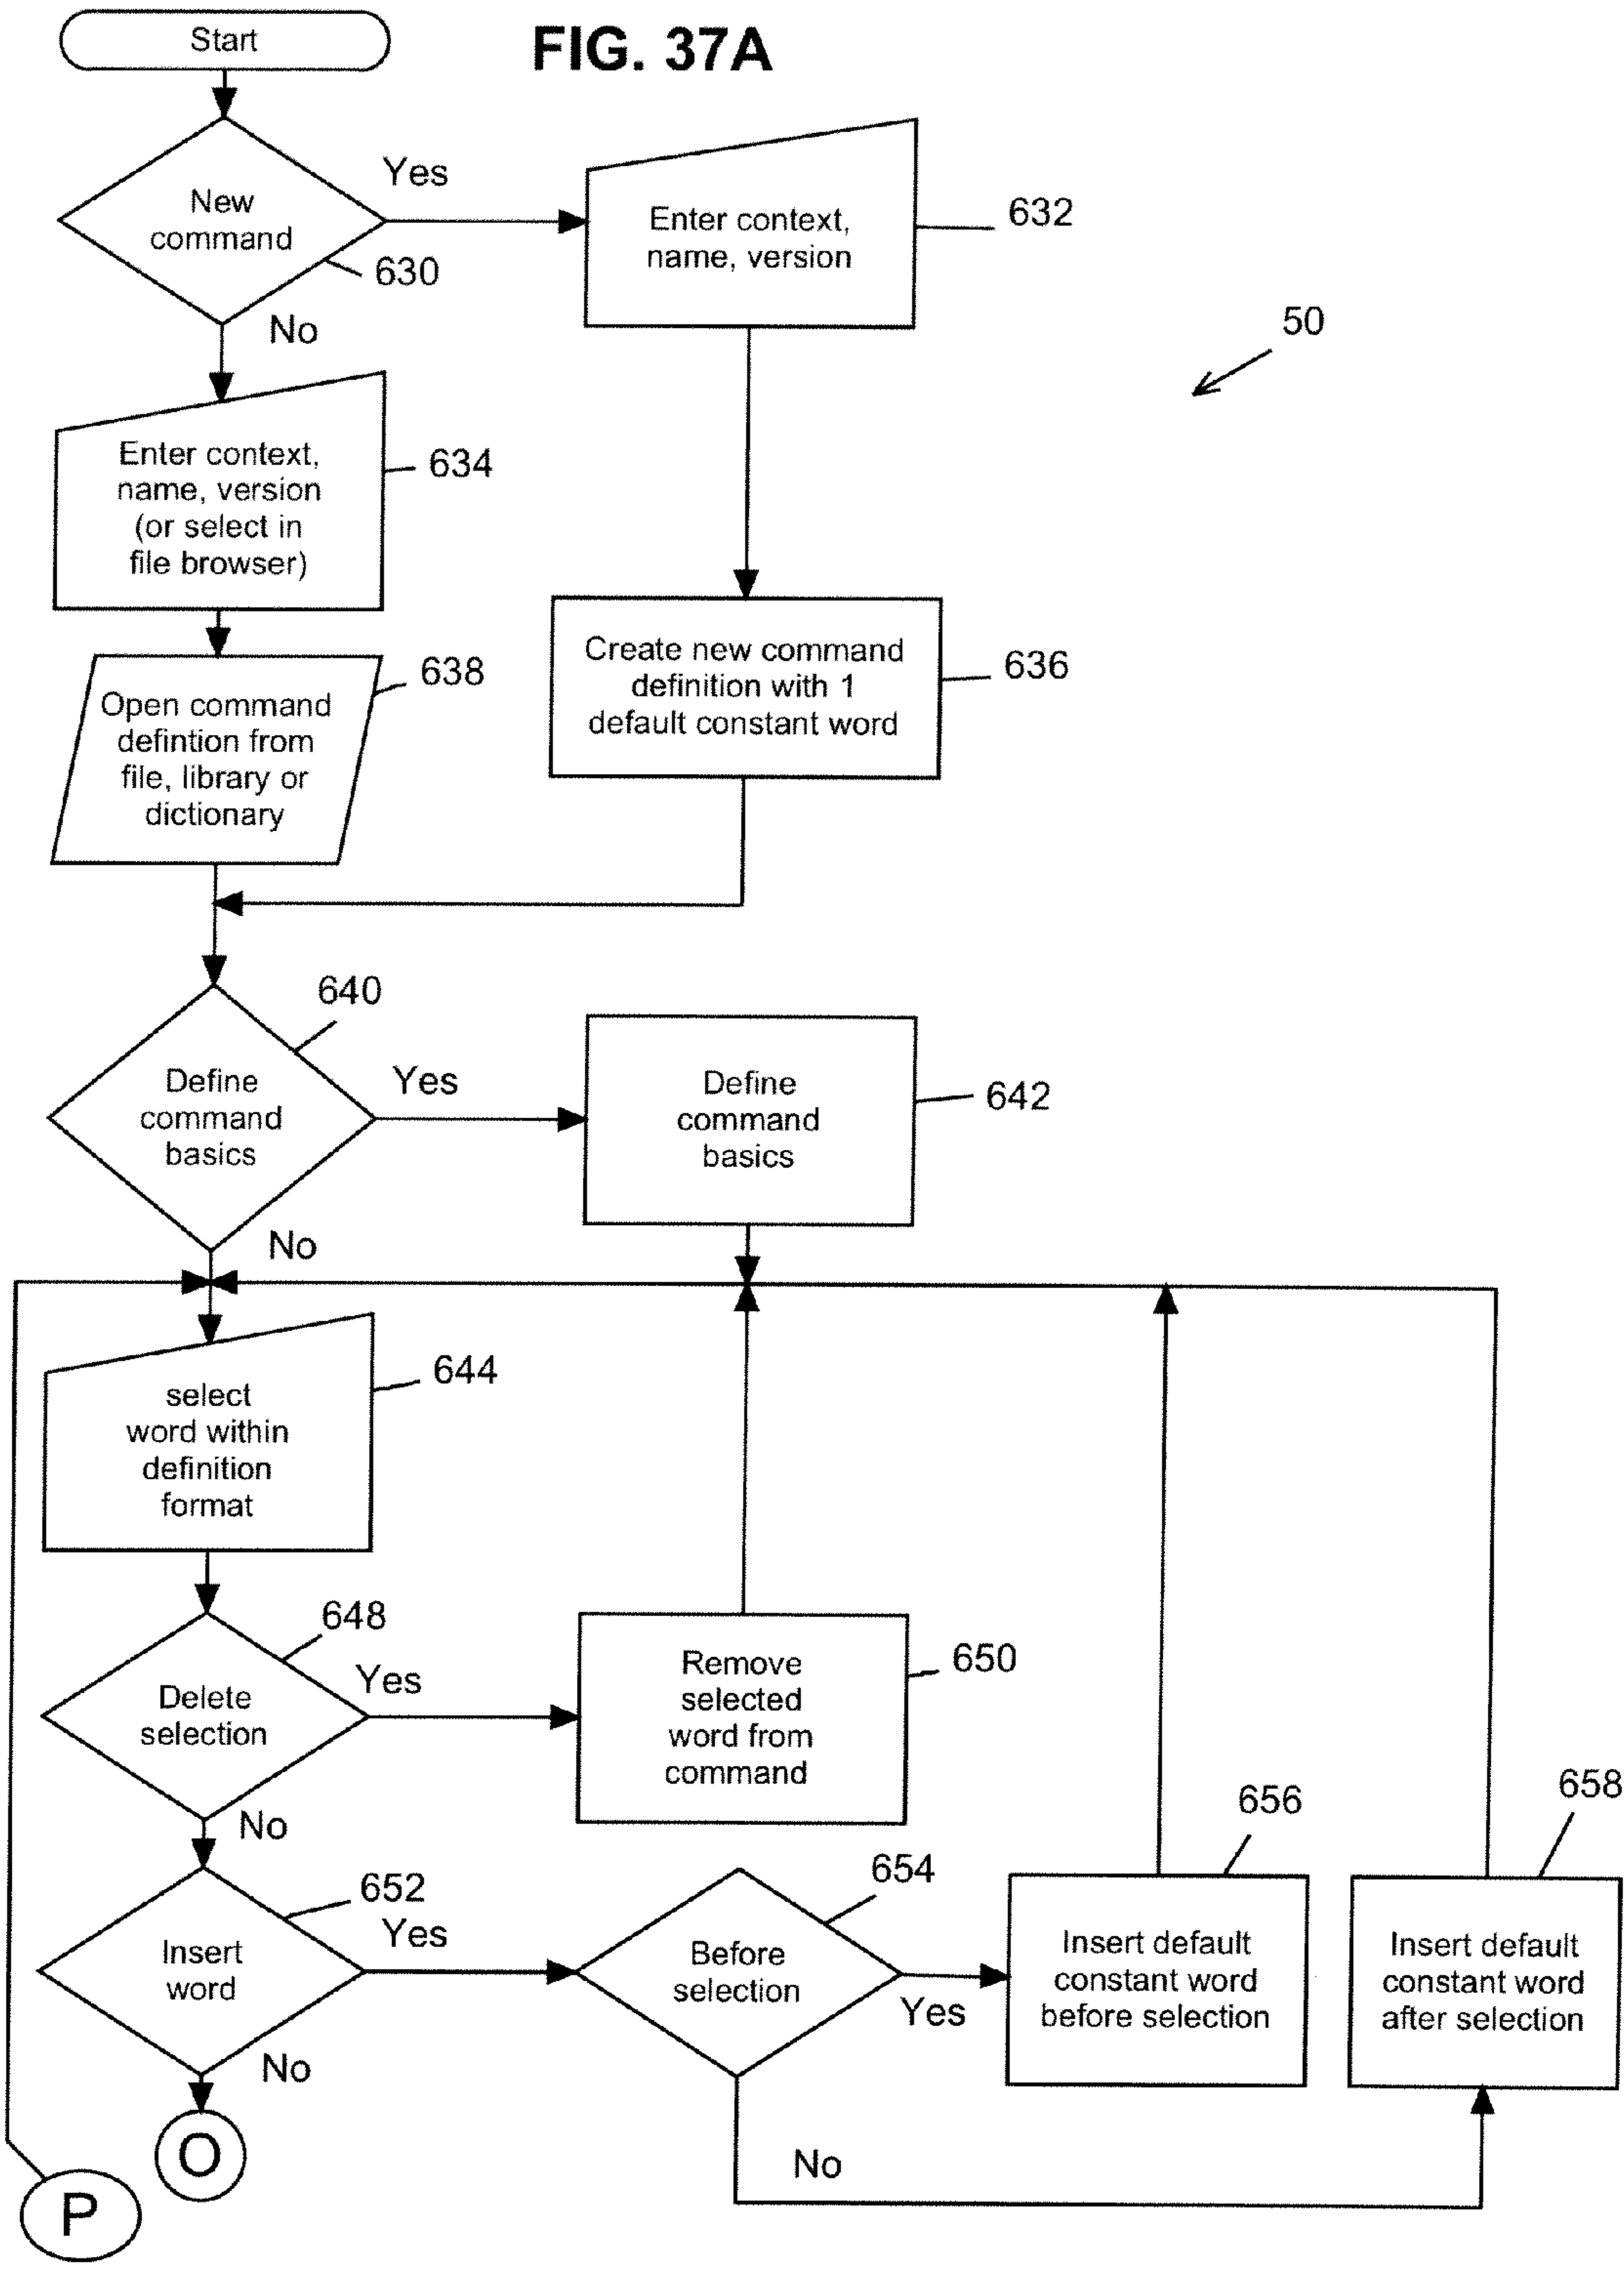 Start
FIG. 37A
New
command
Yes
630
No
Enter context,
name, version
632
50
Enter context,
name, version
(or select in
file browser)
634
Open command
defintion from
file, library or
dictionary
638
Create new command
definition with 1
default constant word
636
640
Define
command
basics
Yes
No
Define
command
basics
642
select
word within
definition
format
644
648
Delete
selection
Yes
No
Remove
selected
word from
command
650
652
Insert
word
Yes
No
654
Before
selection
Yes
No
656
Insert default
constant word
before selection
658
Insert default
constant word
after selection
O
P